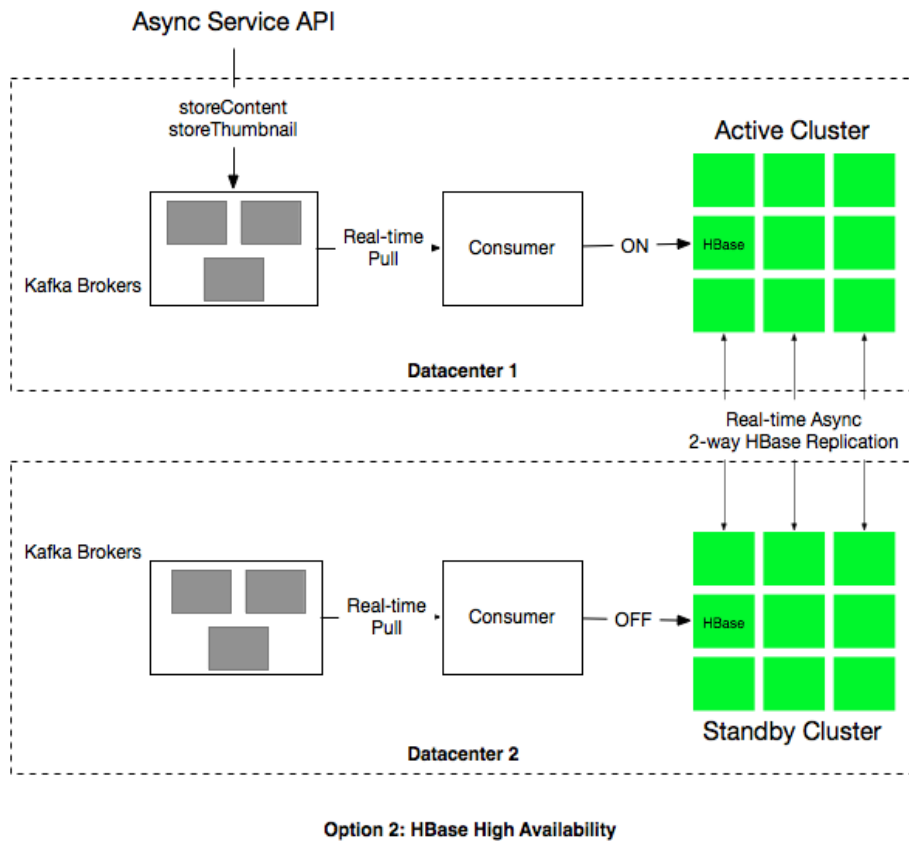 Async Service API
storeContent
storeThumbnail
Active Cluster
Real-time
Pull
Consumer
ON
HBase
Kafka Brokers
Datacenter 1
Real-time Async
2-way HBase Replication
Kafka Brokers
Real-time
Pull
Consumer
OFF
HBase
Standby Cluster
Datacenter 2
Option 2: HBase High Availability